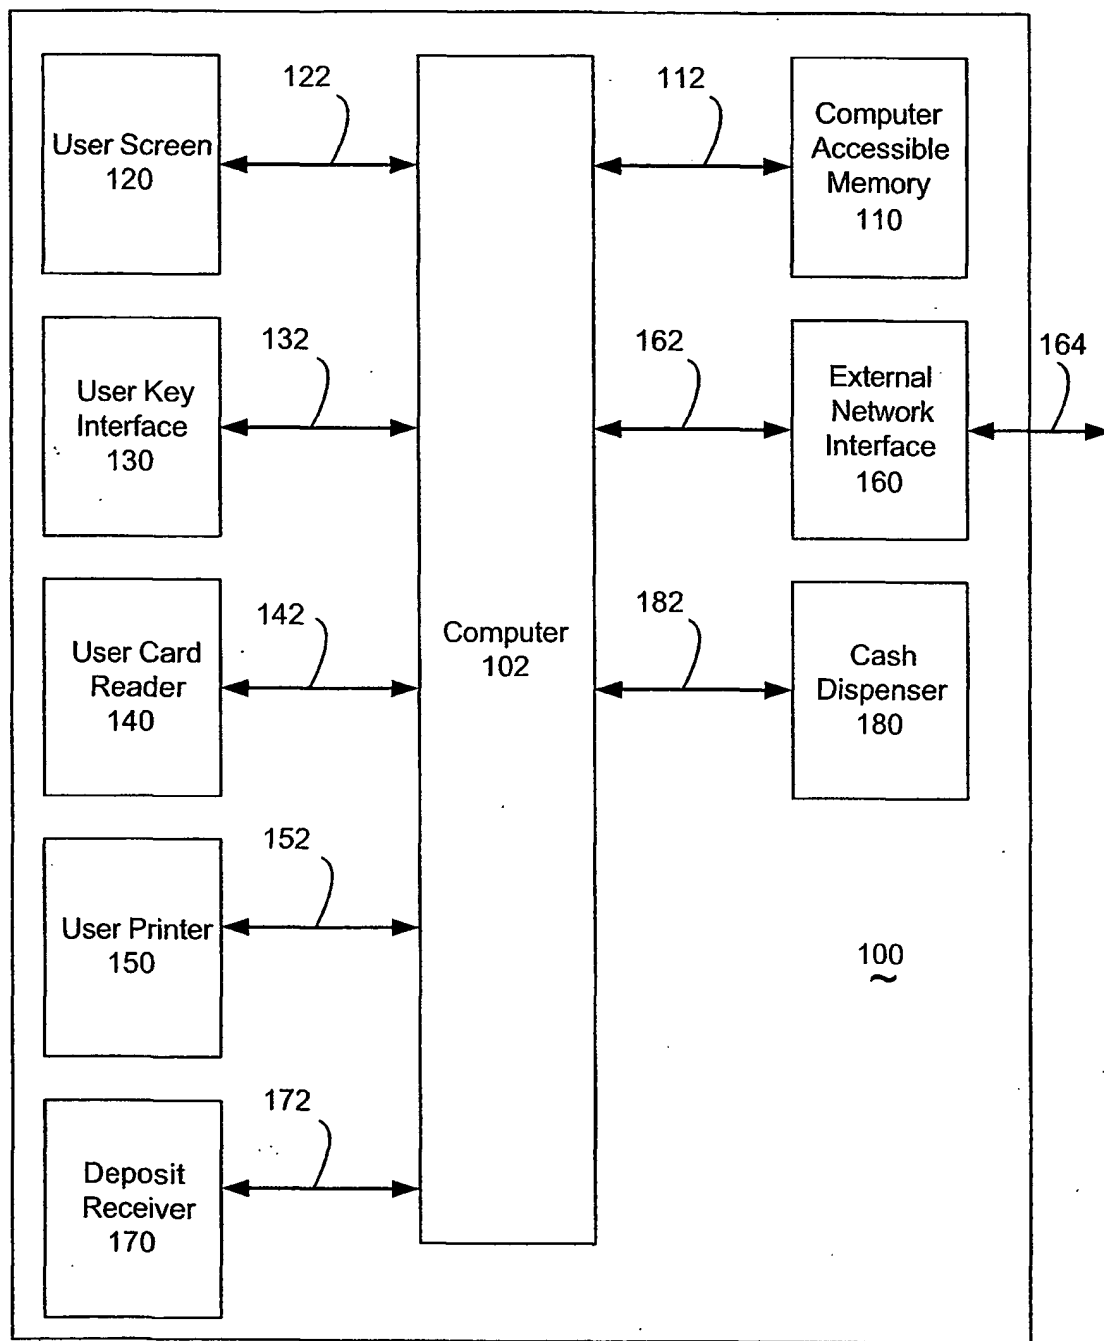 122
112
User Screen
120
Computer
Accessible
Memory
110
132
162
164
User Key
Interface
130
External
Network
Interface
160
142
182
User Card
Reader
140
Computer
102
Cash
Dispenser
180
152
User Printer
150
100
172
Deposit
Receiver
170